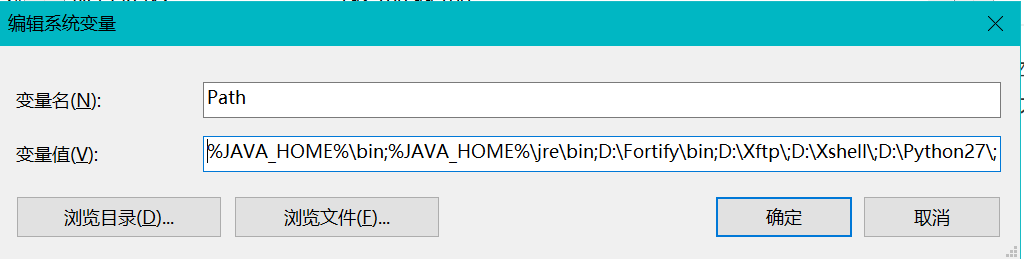 编辑系统变量
变量名(N):
Path
变量值(V):
%JAVA_HOME%\bin;%JAVA_HOME%\jre\bin;D:\Fortify\bin;D:\Xftp\;D:\Xshell\;D:\Python27\;
浏览目录(D)...
浏览文件(F)...
确定
取消